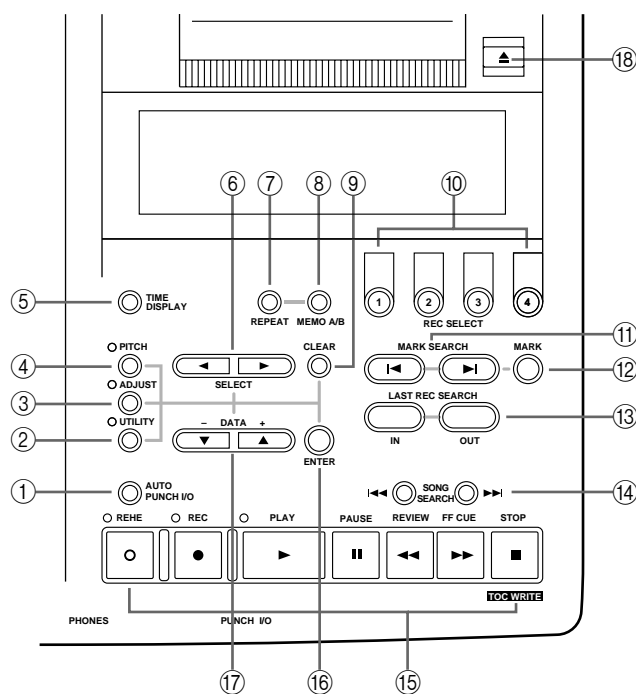 ⑱
⑥ ⑦ ⑧ ⑨ ⑩
1 2 3 4
⑤ TIME DISPLAY
REPEAT MEMO A/B REC SELECT
⑪
④ PITCH
CLEAR
MARK SEARCH MARK
③ ADJUST
SELECT
⑫
② UTILITY
– DATA +
LAST REC SEARCH
⑬
IN OUT
ENTER
① AUTO PUNCH I/O
SONG SEARCH ⑭
REHE REC PLAY PAUSE REVIEW FF CUE STOP
TOC WRITE
PHONES PUNCH I/O
⑰ ⑯ ⑮